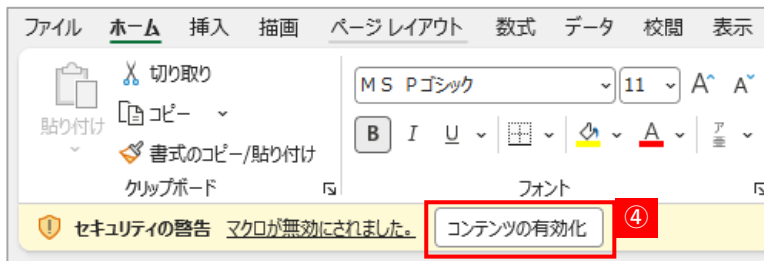 ファイル ホーム 挿入 描画 ページ レイアウト 数式 データ 校閲 表示
切り取り
コピー
貼り付け
書式のコピー/貼り付け
クリップボード
MS Pゴシック 11 A^ Aˇ
B I U A ア亜
フォント
セキュリティの警告 マクロが無効にされました。 コンテンツの有効化 ④